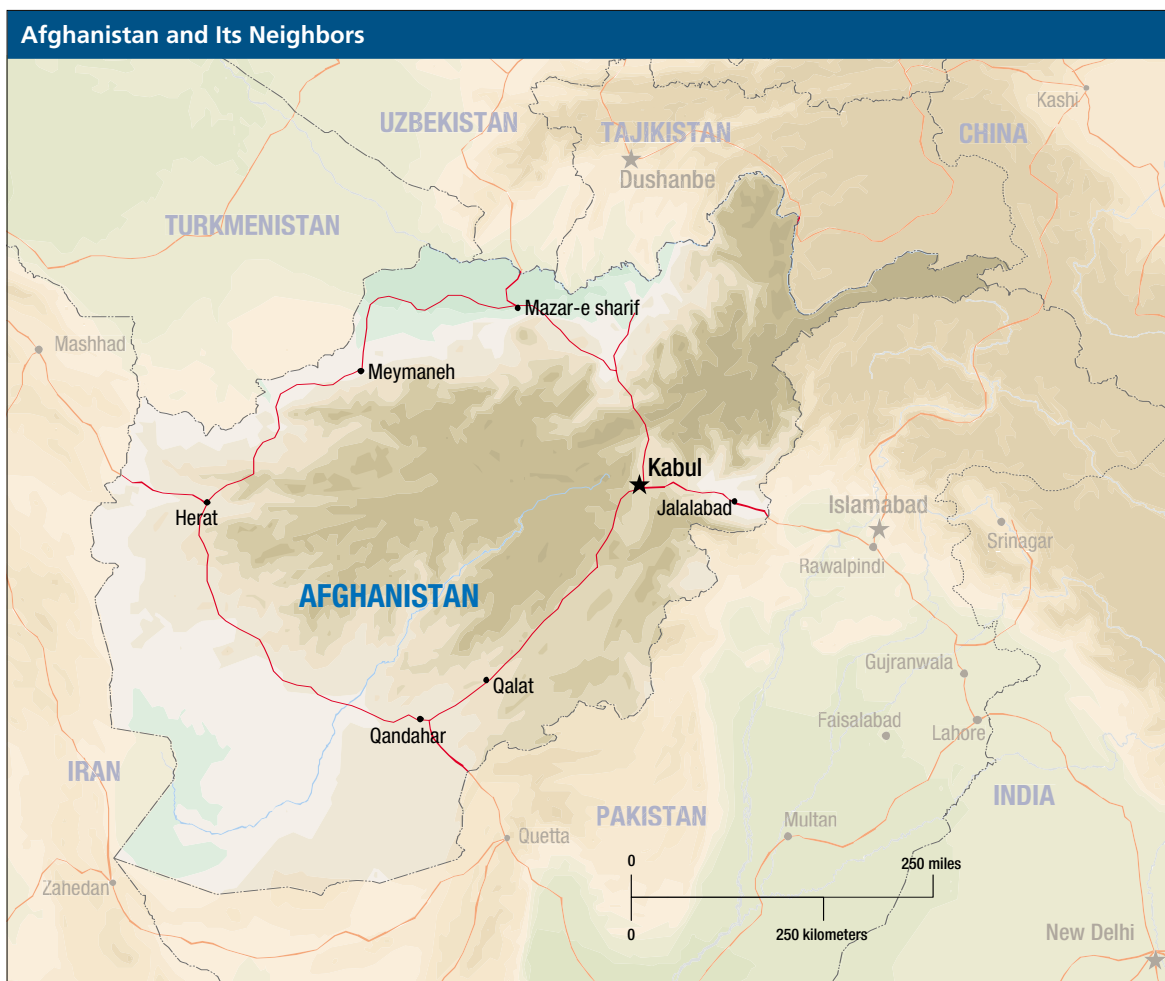 Afghanistan and Its Neighbors
Kashi
UZBEKISTAN
TAJIKISTAN
CHINA
Dushanbe
TURKMENISTAN
Mazar-e sharif
Mashhad
Meymaneh
Kabul
Herat
Jalalabad
Islamabad
Srinagar
Rawalpindi
AFGHANISTAN
Gujranwala
Qalat
Faisalabad
Lahore
Qandahar
IRAN
INDIA
PAKISTAN
Multan
Quetta
0
250 miles
Zahedan
0
250 kilometers
New Delhi